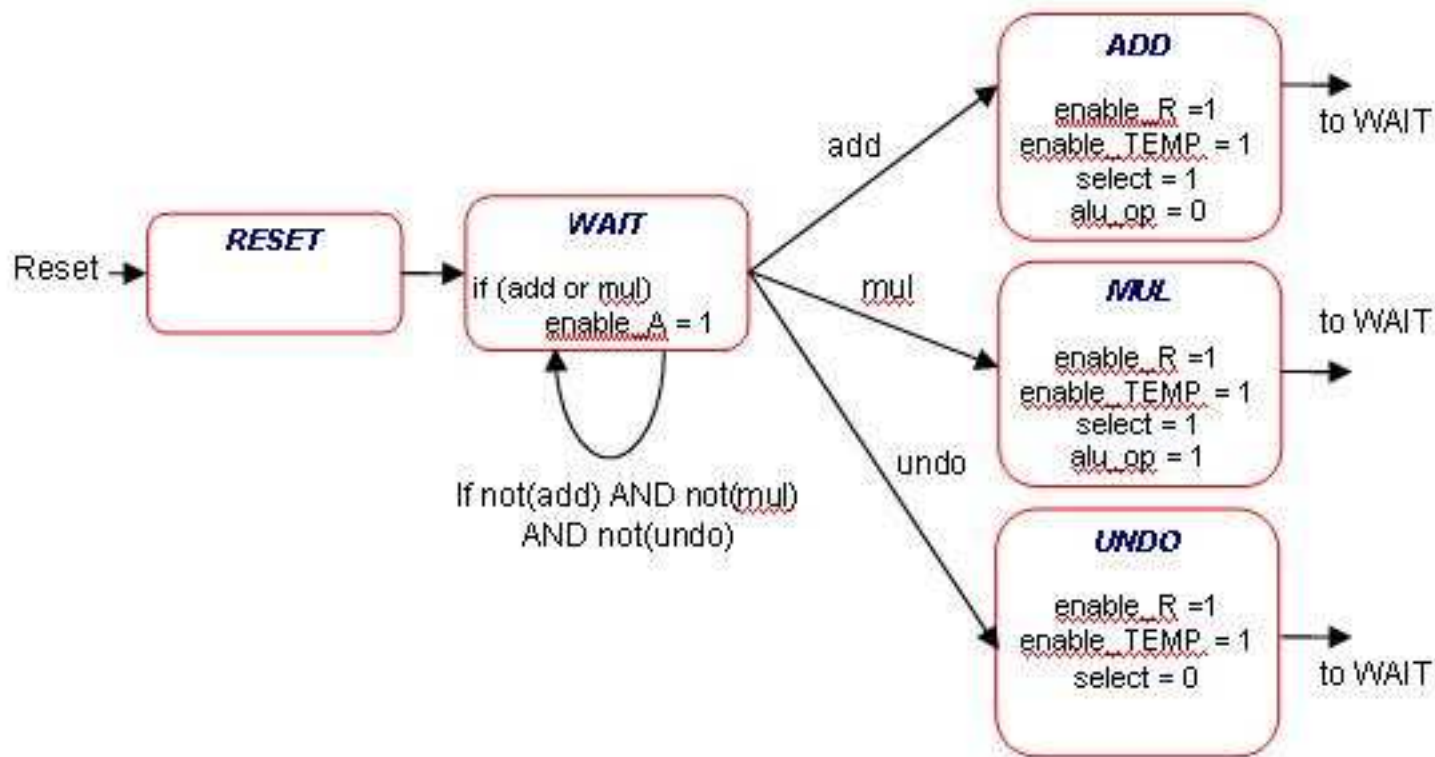 Reset
RESET
WAIT
if (add or mul)
enable_A = 1
If not(add) AND not(mul)
AND not(undo)
add
mul
undo
ADD
enable_R =1
enable_TEMP = 1
select = 1
alu_op = 0
to WAIT
MUL
enable_R =1
enable_TEMP = 1
select = 1
alu_op = 1
to WAIT
UNDO
enable_R =1
enable_TEMP = 1
select = 0
to WAIT